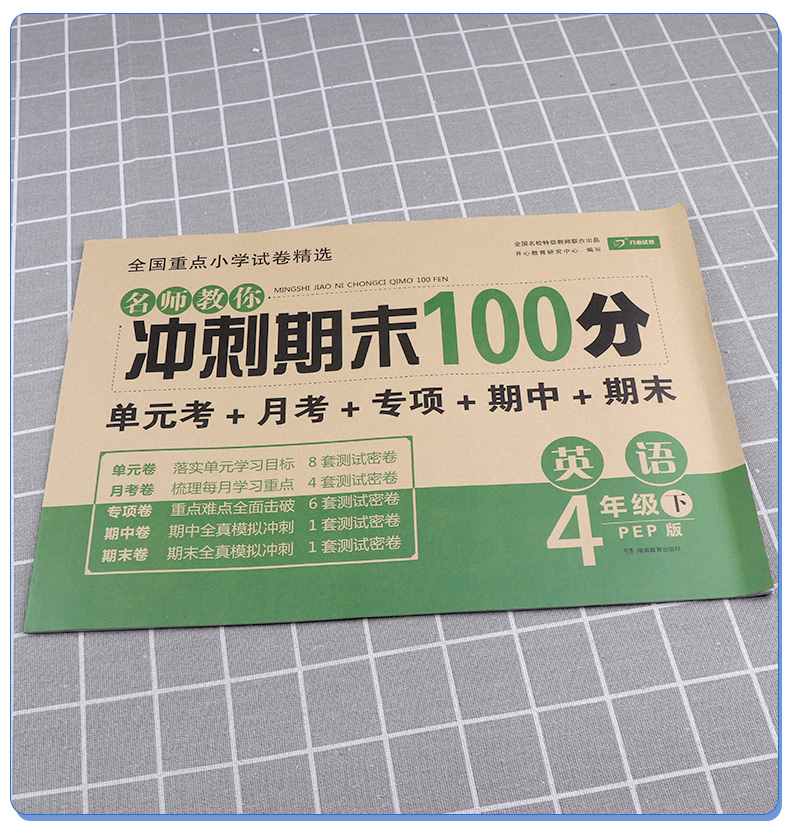 全国重点小学试卷精选
全国名校特级教师联合出品
开心教育研究中心 编写
开心试卷
名师教你
MINGSHI JIAO NI CHONGCI QIMO 100 FEN
冲刺期末100分
单元考+月考+专项+期中+期末
单元卷 落实单元学习目标 8套测试密卷
月考卷 梳理每月学习重点 4套测试密卷
专项卷 重点难点全面击破 6套测试密卷
期中卷 期中全真模拟冲刺 1套测试密卷
期末卷 期末全真模拟冲刺 1套测试密卷
英语
4年级下
PEP版
湖南教育出版社